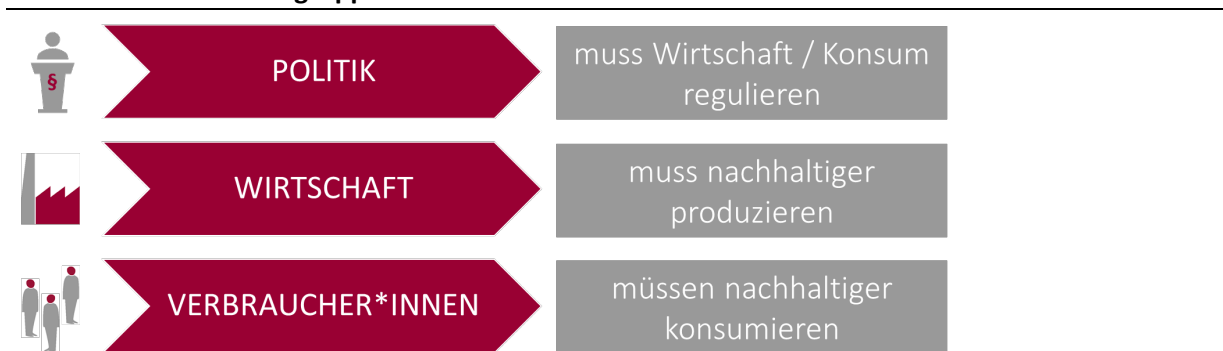 §
POLITIK
muss Wirtschaft / Konsum
regulieren
WIRTSCHAFT
muss nachhaltiger
produzieren
VERBRAUCHER*INNEN
müssen nachhaltiger
konsumieren